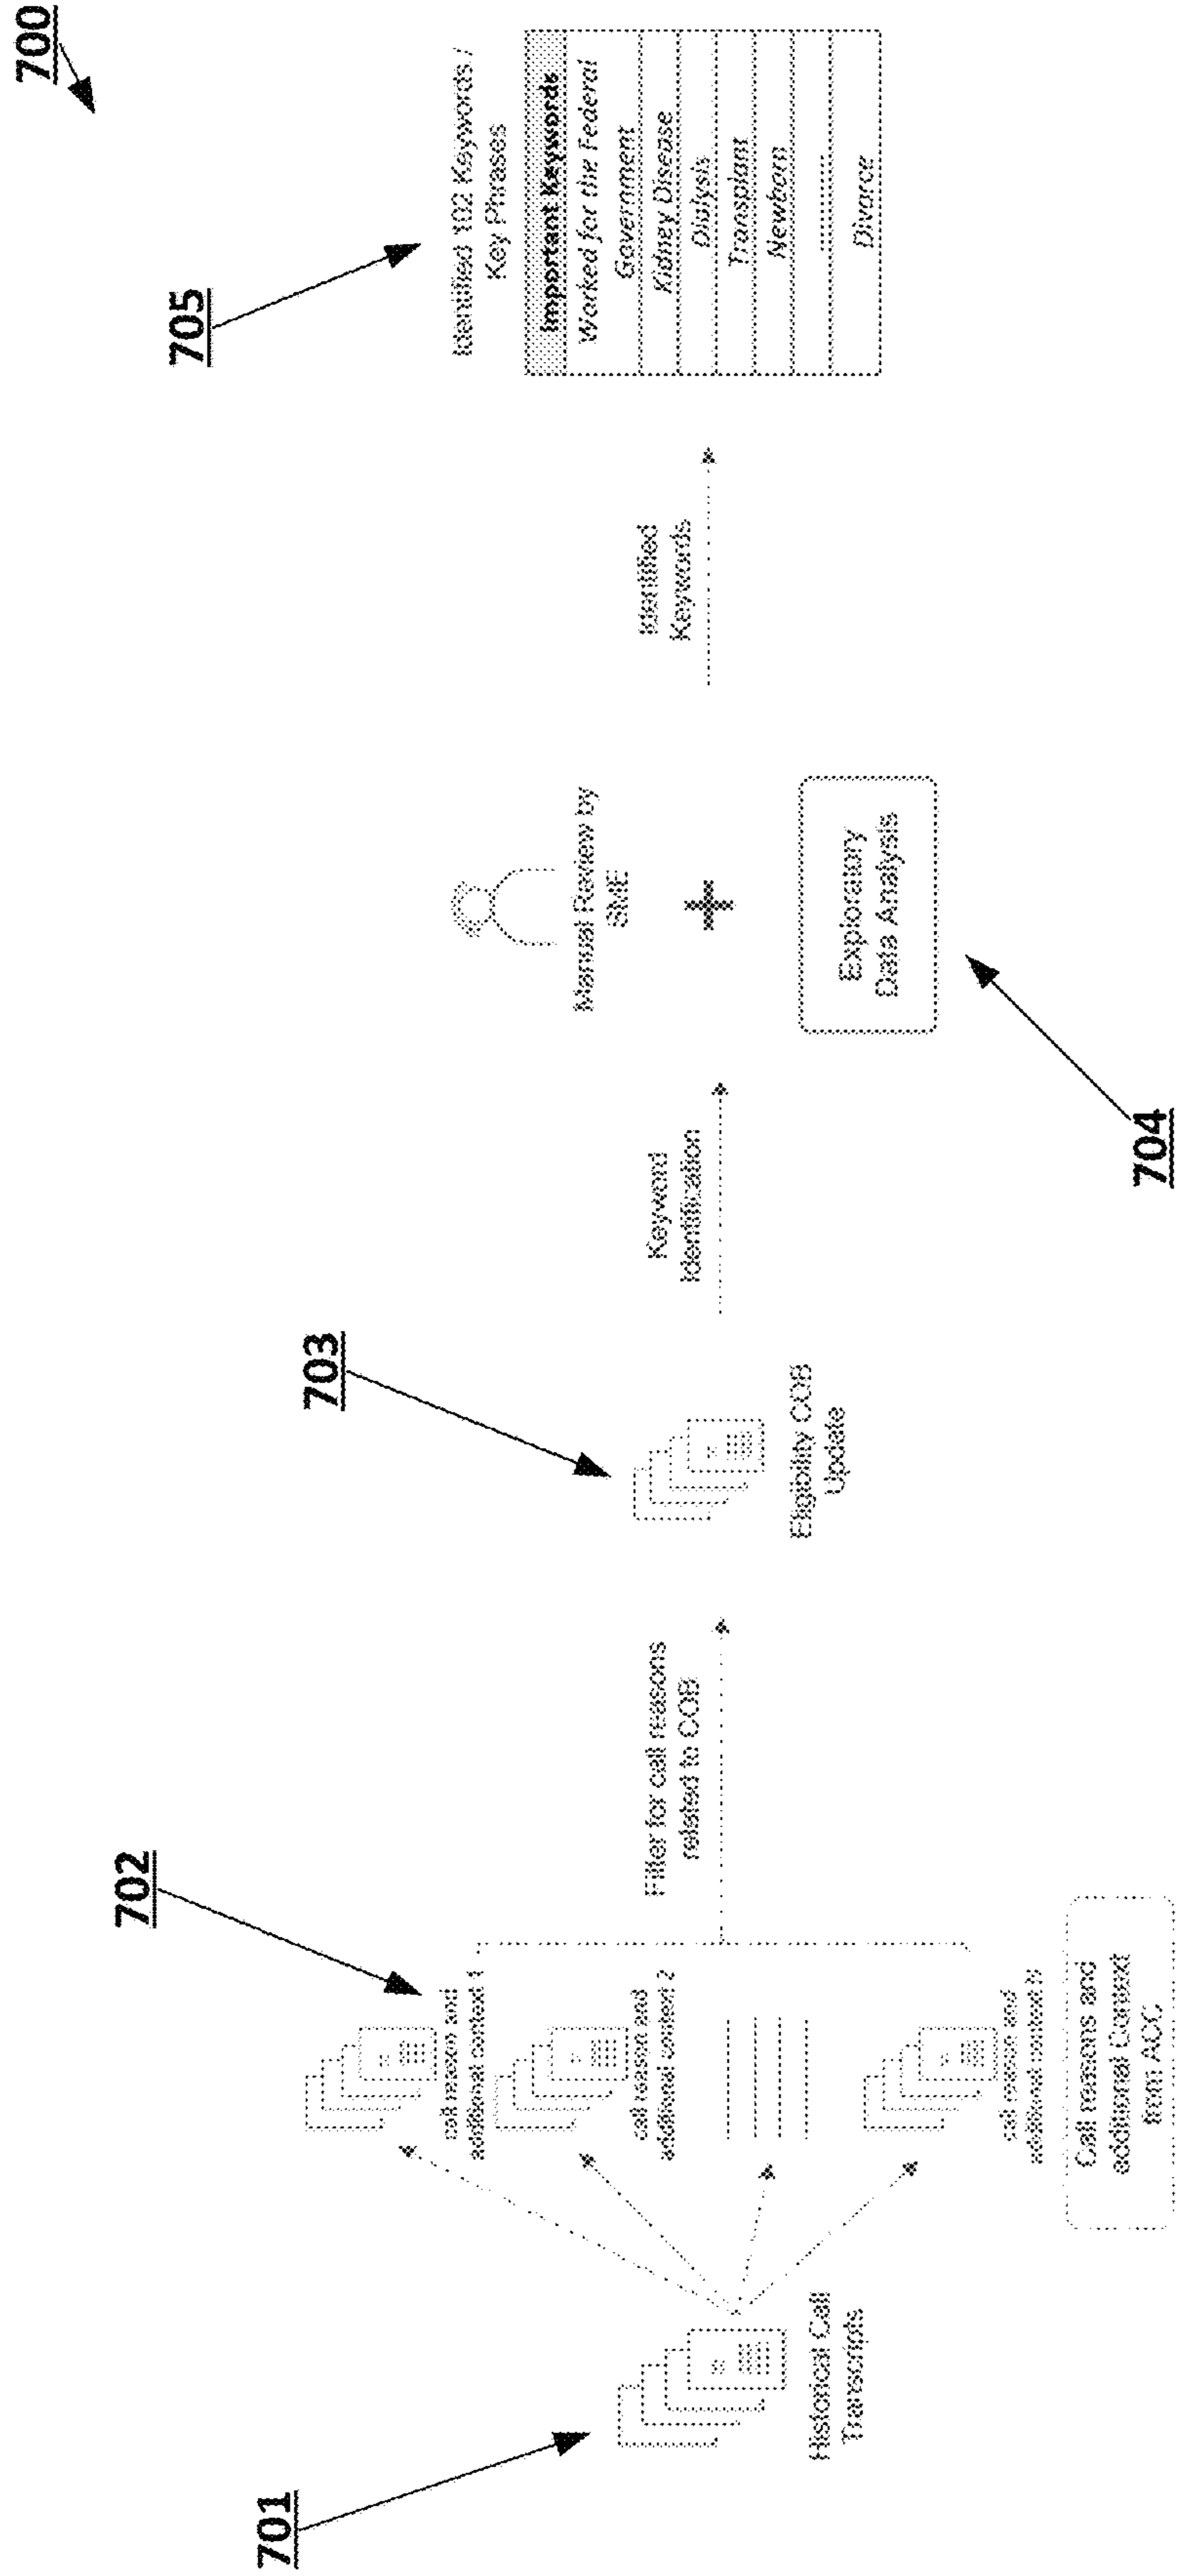 700
701
Historical Call
Transcripts
702
call reason and
additional context 1
call reason and
additional context 2
call reason and
additional context N
Call reasons and
additional Context
from ACC
Filter for call reasons
related to COB
703
Eligibility COB
Update
Keyword
Identification
Manual Review by
SME
+
Exploratory
Data Analysis
704
Identified
Keywords
705
Identified 102 Keywords /
Key Phrases
Important Keywords
Worked for the Federal
Government
Kidney Disease
Dialysis
Transplant
Newborn
........
Divorce